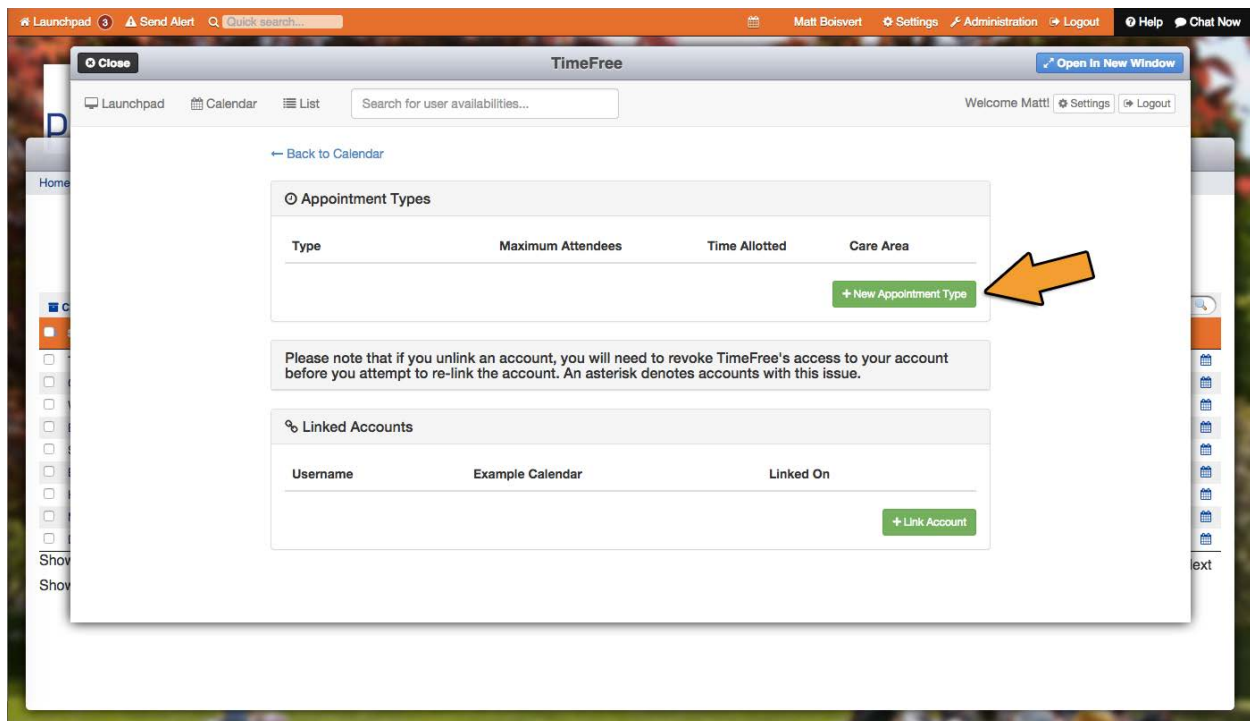 Launchpad 3 Send Alert Quick search... Matt Boisvert Settings Administration Logout Help Chat Now
Close TimeFree Open In New Window
Launchpad Calendar List Search for user availabilities... Welcome Matt! Settings Logout
← Back to Calendar
Home
Appointment Types
Type Maximum Attendees Time Allotted Care Area
+ New Appointment Type
Please note that if you unlink an account, you will need to revoke TimeFree's access to your account
before you attempt to re-link the account. An asterisk denotes accounts with this issue.
Linked Accounts
Username Example Calendar Linked On
+ Link Account